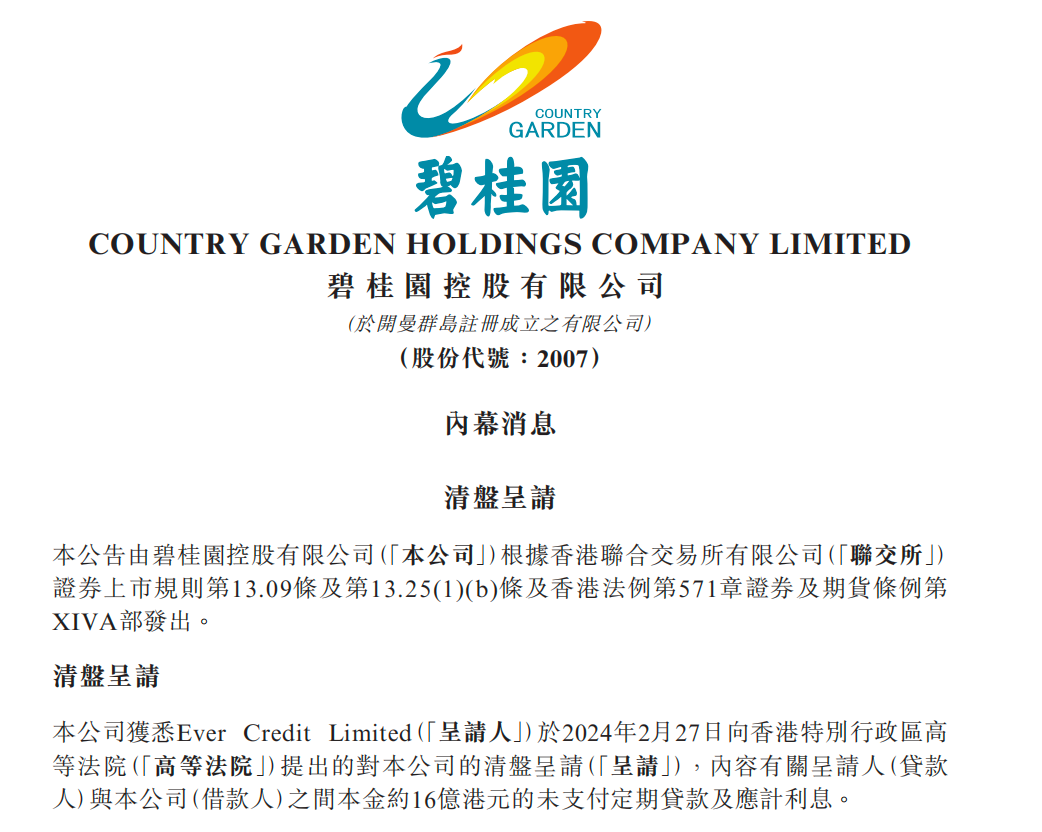 COUNTRY
GARDEN
碧桂園
COUNTRY GARDEN HOLDINGS COMPANY LIMITED
碧桂園控股有限公司
(於開曼群島註冊成立之有限公司)
(股份代號：2007)
內幕消息
清盤呈請
本公告由碧桂園控股有限公司(「本公司」)根據香港聯合交易所有限公司(「聯交所」)
證券上市規則第13.09條及第13.25(1)(b)條及香港法例第571章證券及期貨條例第
XIVA部發出。
清盤呈請
本公司獲悉Ever Credit Limited(「呈請人」)於2024年2月27日向香港特別行政區高
等法院(「高等法院」)提出的對本公司的清盤呈請(「呈請」)，內容有關呈請人(貸款
人)與本公司(借款人)之間本金約16億港元的未支付定期貸款及應計利息。